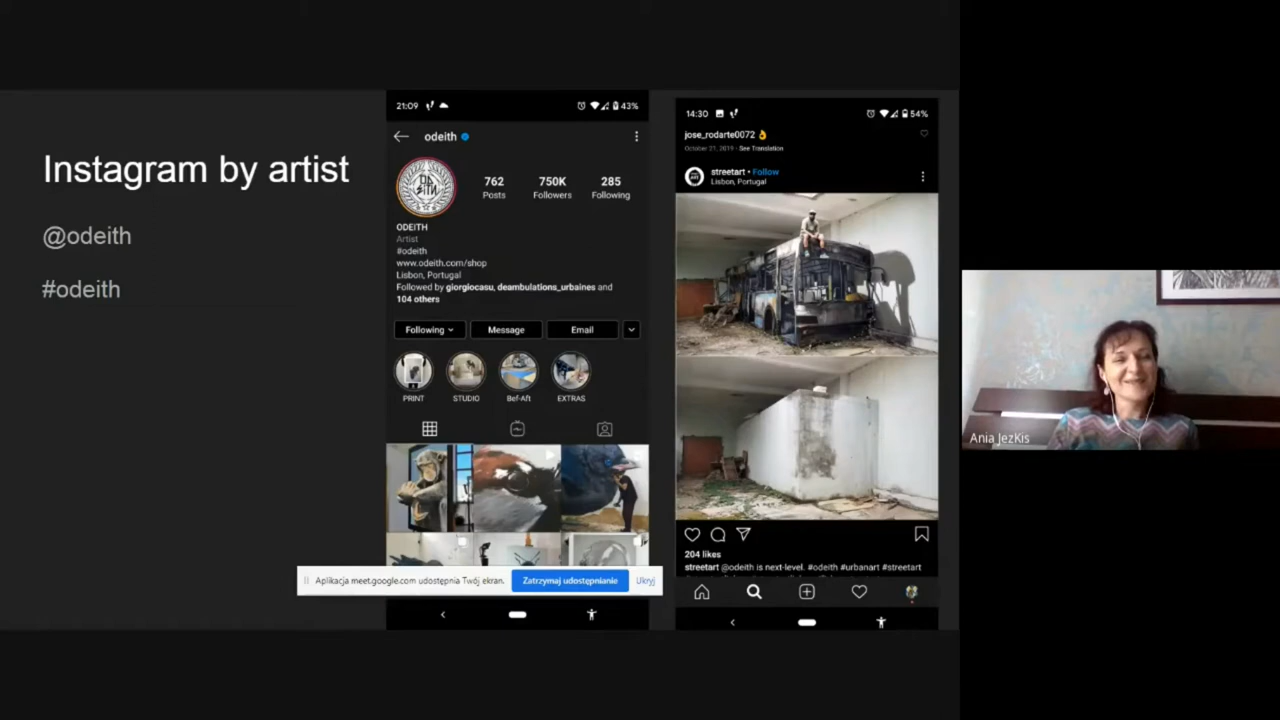 Instagram by artist
@odeith
#odeith
21:09
43%
odeith
762
750K
285
Posts
Followers
Following
ODEITH
Artist
#odeith
www.odeith.com/shop
Lisbon, Portugal
Followed by giorgiocasu, deambulations_urbaines and
104 others
Following
Message
Email
PRINT
STUDIO
Bef-Aft
EXTRAS
Aplikacja meet.google.com udostępnia Twój ekran.
Zatrzymaj udostępnianie
Ukryj
14:30
54%
jose_rodarte0072
October 21, 2019 · See Translation
streetart • Follow
Lisbon, Portugal
204 likes
streetart @odeith is next-level. #odeith #urbanart #streetart
Ania JezKis